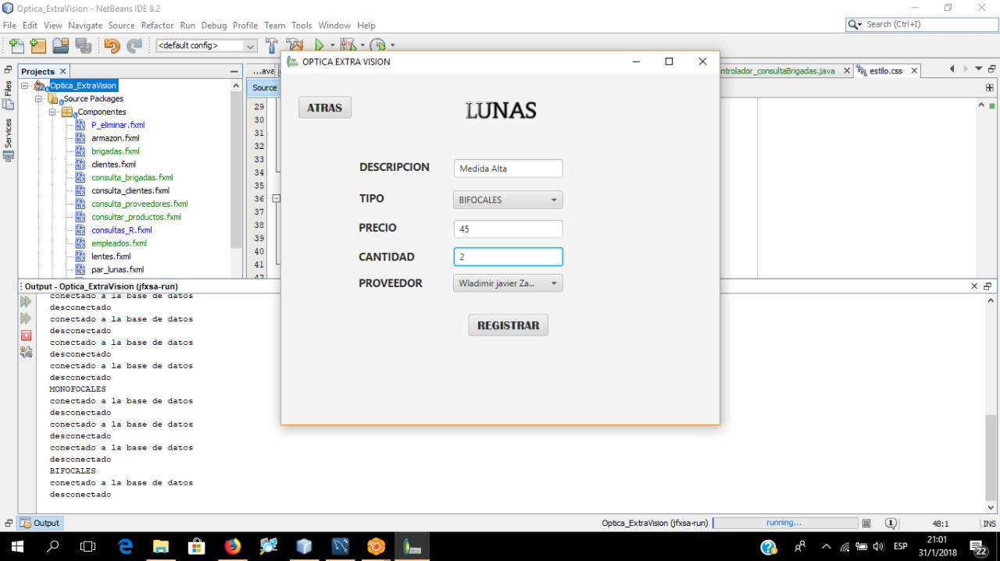 Optica_ExtraVision - NetBeans IDE 8.2
File Edit View Navigate Source Refactor Run Debug Profile Team Tools Window Help
Search (Ctrl+I)
<default config>
Projects
...ava
ntrolador_consultaBrigadas.java
estilo.css
Files
Services
Source
Optica_ExtraVision
Source Packages
Componentes
P_eliminar.fxml
armazon.fxml
brigadas.fxml
clientes.fxml
consulta_brigadas.fxml
consulta_clientes.fxml
consulta_proveedores.fxml
consultar_productos.fxml
consultas_R.fxml
empleados.fxml
lentes.fxml
par_lunas.fxml
29
30
31
32
33
34
35
36
37
38
39
40
41
42
OPTICA EXTRA VISION
ATRAS
LUNAS
DESCRIPCION Medida Alta
TIPO BIFOCALES
PRECIO 45
CANTIDAD 2
PROVEEDOR Wladimir javier Za...
REGISTRAR
Output - Optica_ExtraVision (jfxsa-run)
conectado a la base de datos
desconectado
conectado a la base de datos
desconectado
conectado a la base de datos
desconectado
conectado a la base de datos
desconectado
MONOFOCALES
conectado a la base de datos
desconectado
conectado a la base de datos
desconectado
conectado a la base de datos
desconectado
BIFOCALES
conectado a la base de datos
desconectado
Output
Optica_ExtraVision (jfxsa-run)
running...
1
48:1
INS
ESP
21:01
31/1/2018
22